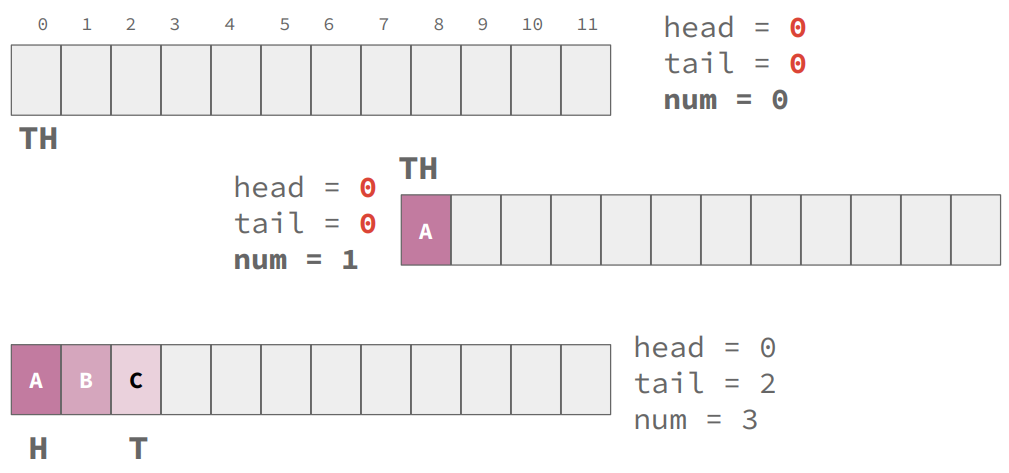 0 1 2 3 4 5 6 7 8 9 10 11
head = 0
tail = 0
num = 0
TH
TH
head = 0
tail = 0
num = 1
A
A B C
head = 0
tail = 2
num = 3
H T